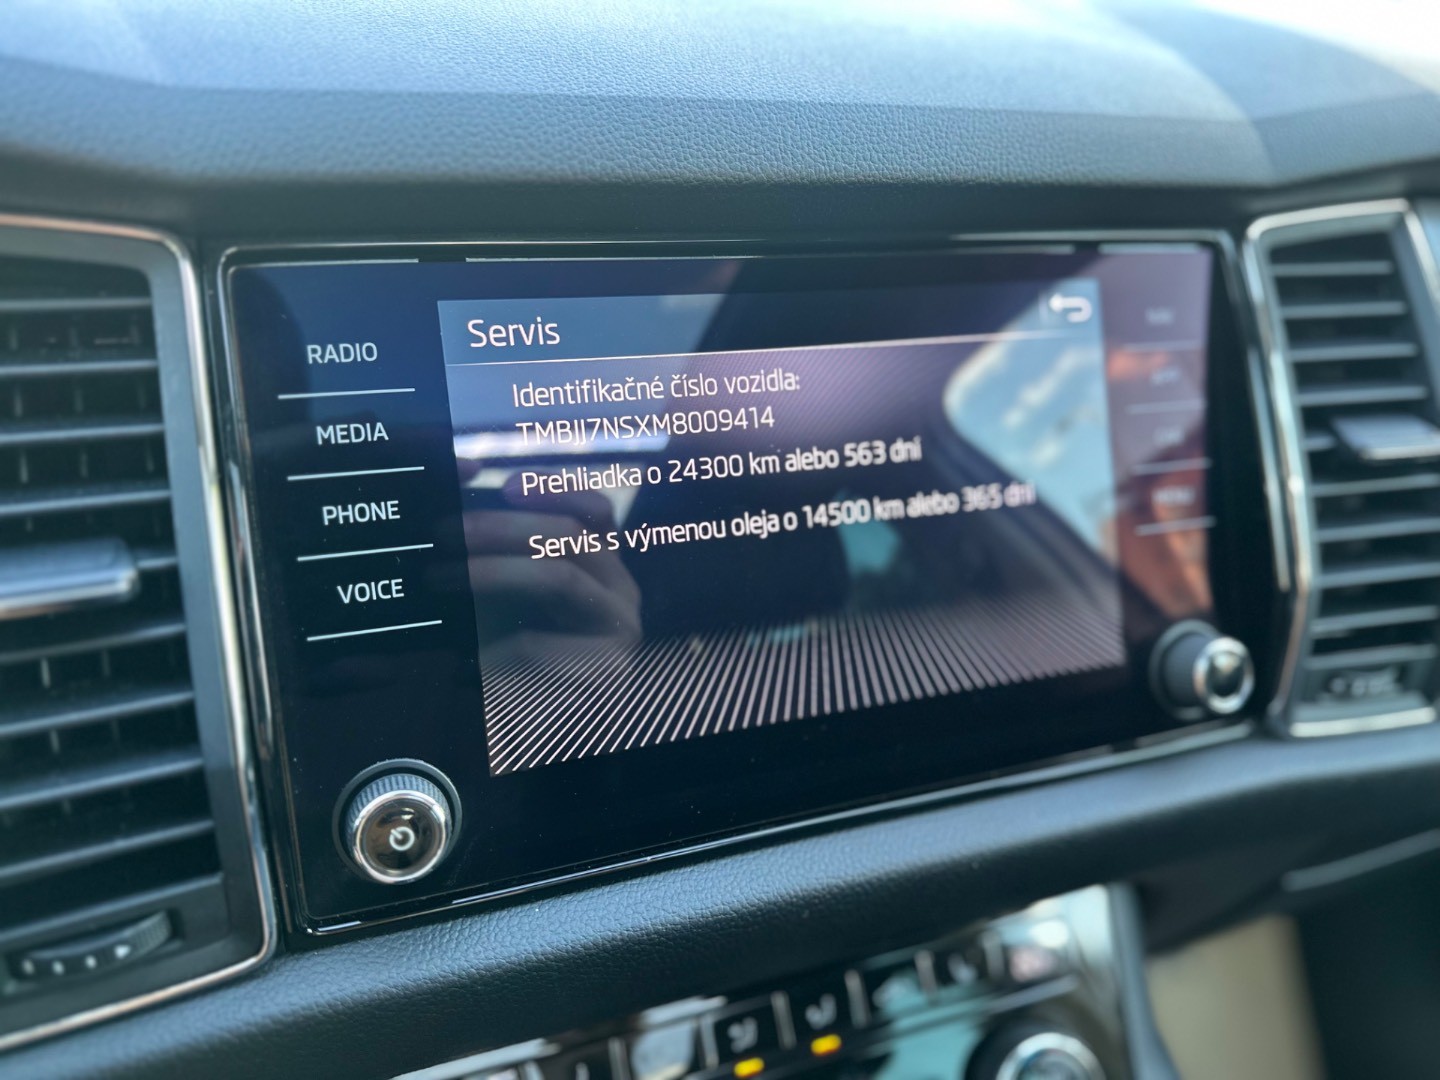 Servis
RADIO
MEDIA
PHONE
VOICE
Identifikačné číslo vozidla:
TMBJJ7NSXM8009414
Prehliadka o 24300 km alebo 563 dní
Servis s výmenou oleja o 14500 km alebo 365 dní
MENU